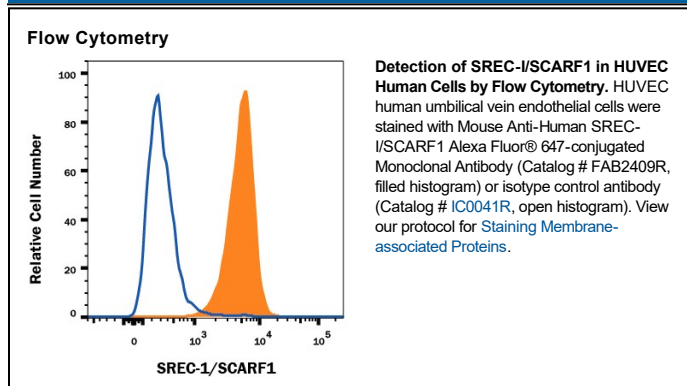 Flow Cytometry
100
80
60
40
20
0
Relative Cell Number
0 10³ 10⁴ 10⁵
SREC-1/SCARF1
Detection of SREC-I/SCARF1 in HUVEC
Human Cells by Flow Cytometry. HUVEC
human umbilical vein endothelial cells were
stained with Mouse Anti-Human SREC-
I/SCARF1 Alexa Fluor® 647-conjugated
Monoclonal Antibody (Catalog # FAB2409R,
filled histogram) or isotype control antibody
(Catalog # IC0041R, open histogram). View
our protocol for Staining Membrane-
associated Proteins.